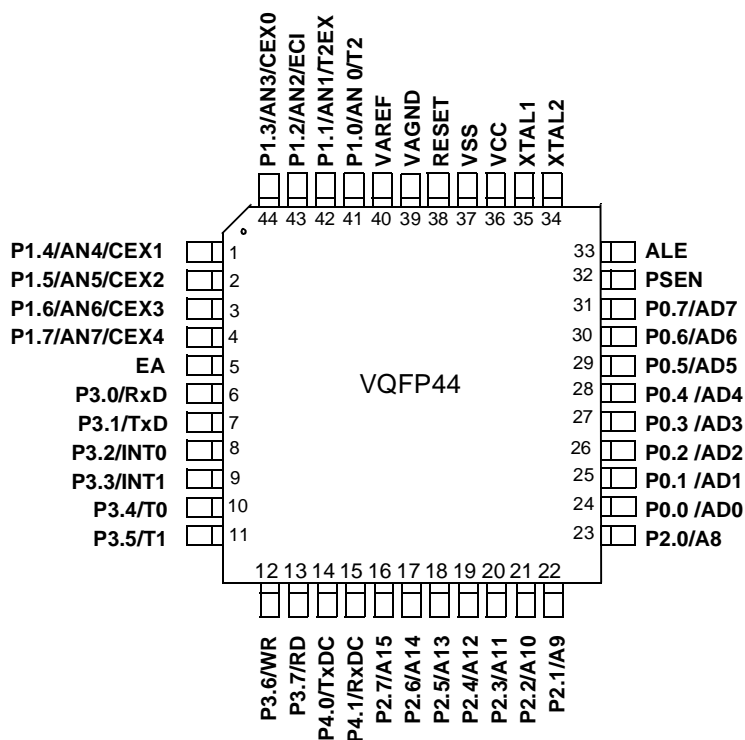 P1.3/AN3/CEX0
P1.2/AN2/ECI
P1.1/AN1/T2EX
P1.0/AN 0/T2
VAREF
VAGND
RESET
VSS
VCC
XTAL1
XTAL2
44 43 42 41 40 39 38 37 36 35 34
P1.4/AN4/CEX1 1
P1.5/AN5/CEX2 2
P1.6/AN6/CEX3 3
P1.7/AN7/CEX4 4
EA 5
P3.0/RxD 6
P3.1/TxD 7
P3.2/INT0 8
P3.3/INT1 9
P3.4/T0 10
P3.5/T1 11
VQFP44
33 ALE
32 PSEN
31 P0.7/AD7
30 P0.6/AD6
29 P0.5/AD5
28 P0.4 /AD4
27 P0.3 /AD3
26 P0.2 /AD2
25 P0.1 /AD1
24 P0.0 /AD0
23 P2.0/A8
12 13 14 15 16 17 18 19 20 21 22
P3.6/WR
P3.7/RD
P4.0/TxDC
P4.1/RxDC
P2.7/A15
P2.6/A14
P2.5/A13
P2.4/A12
P2.3/A11
P2.2/A10
P2.1/A9